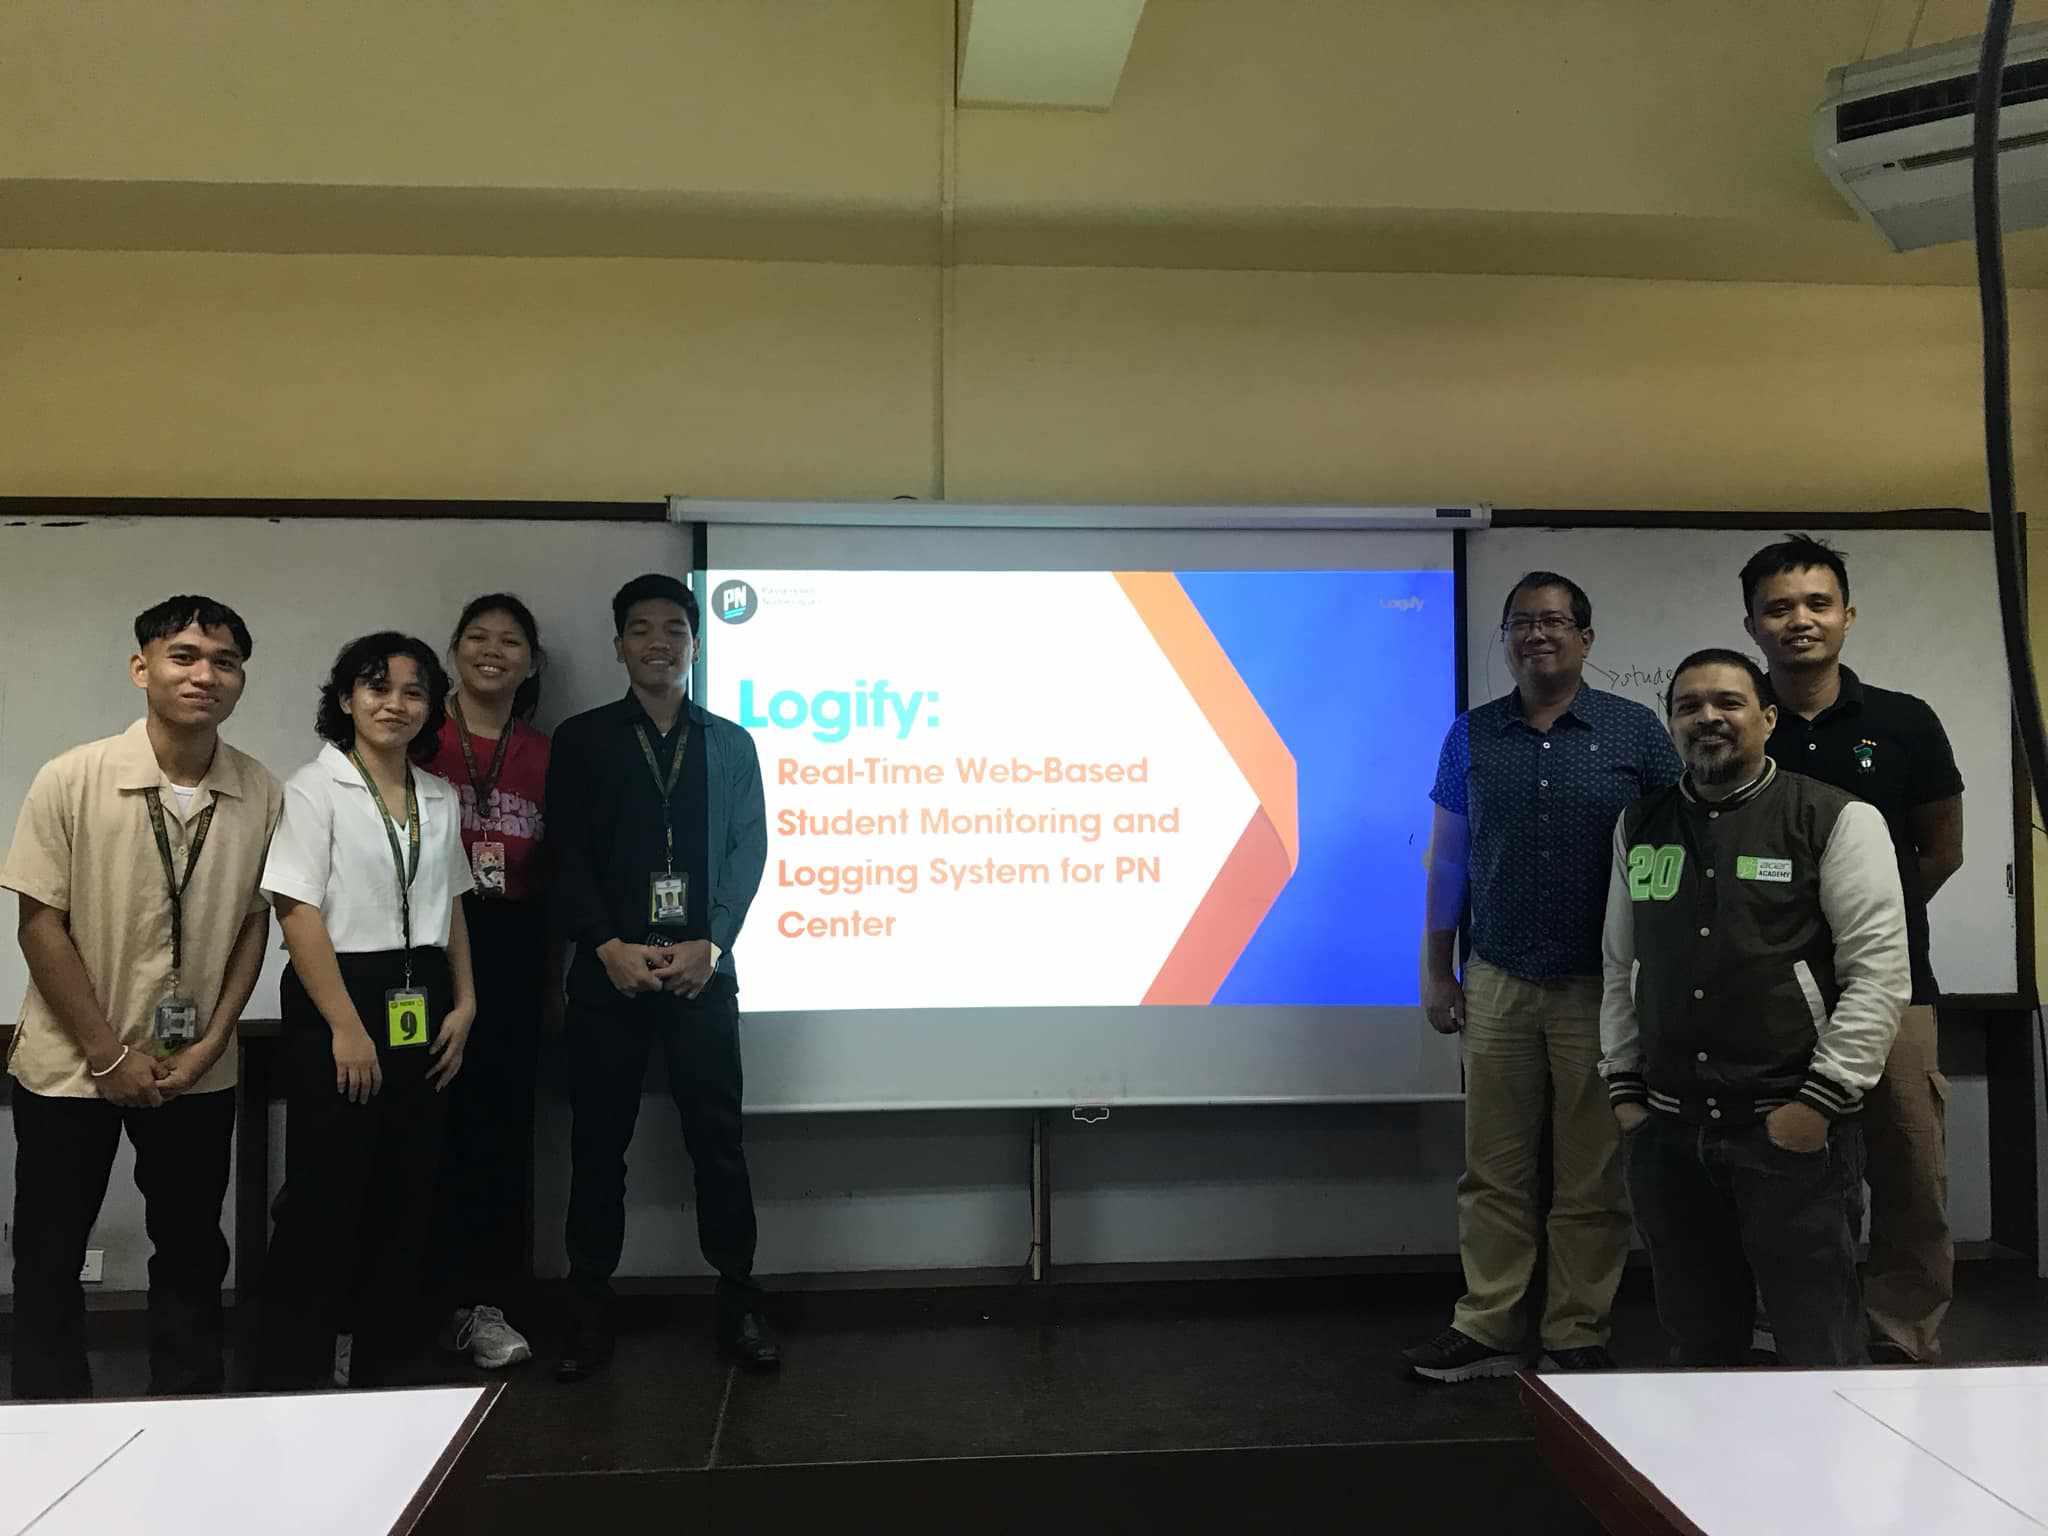 PN
Logify
Logify:
Real-Time Web-Based
Student Monitoring and
Logging System for PN
Center
20
acer
ACADEMY
9